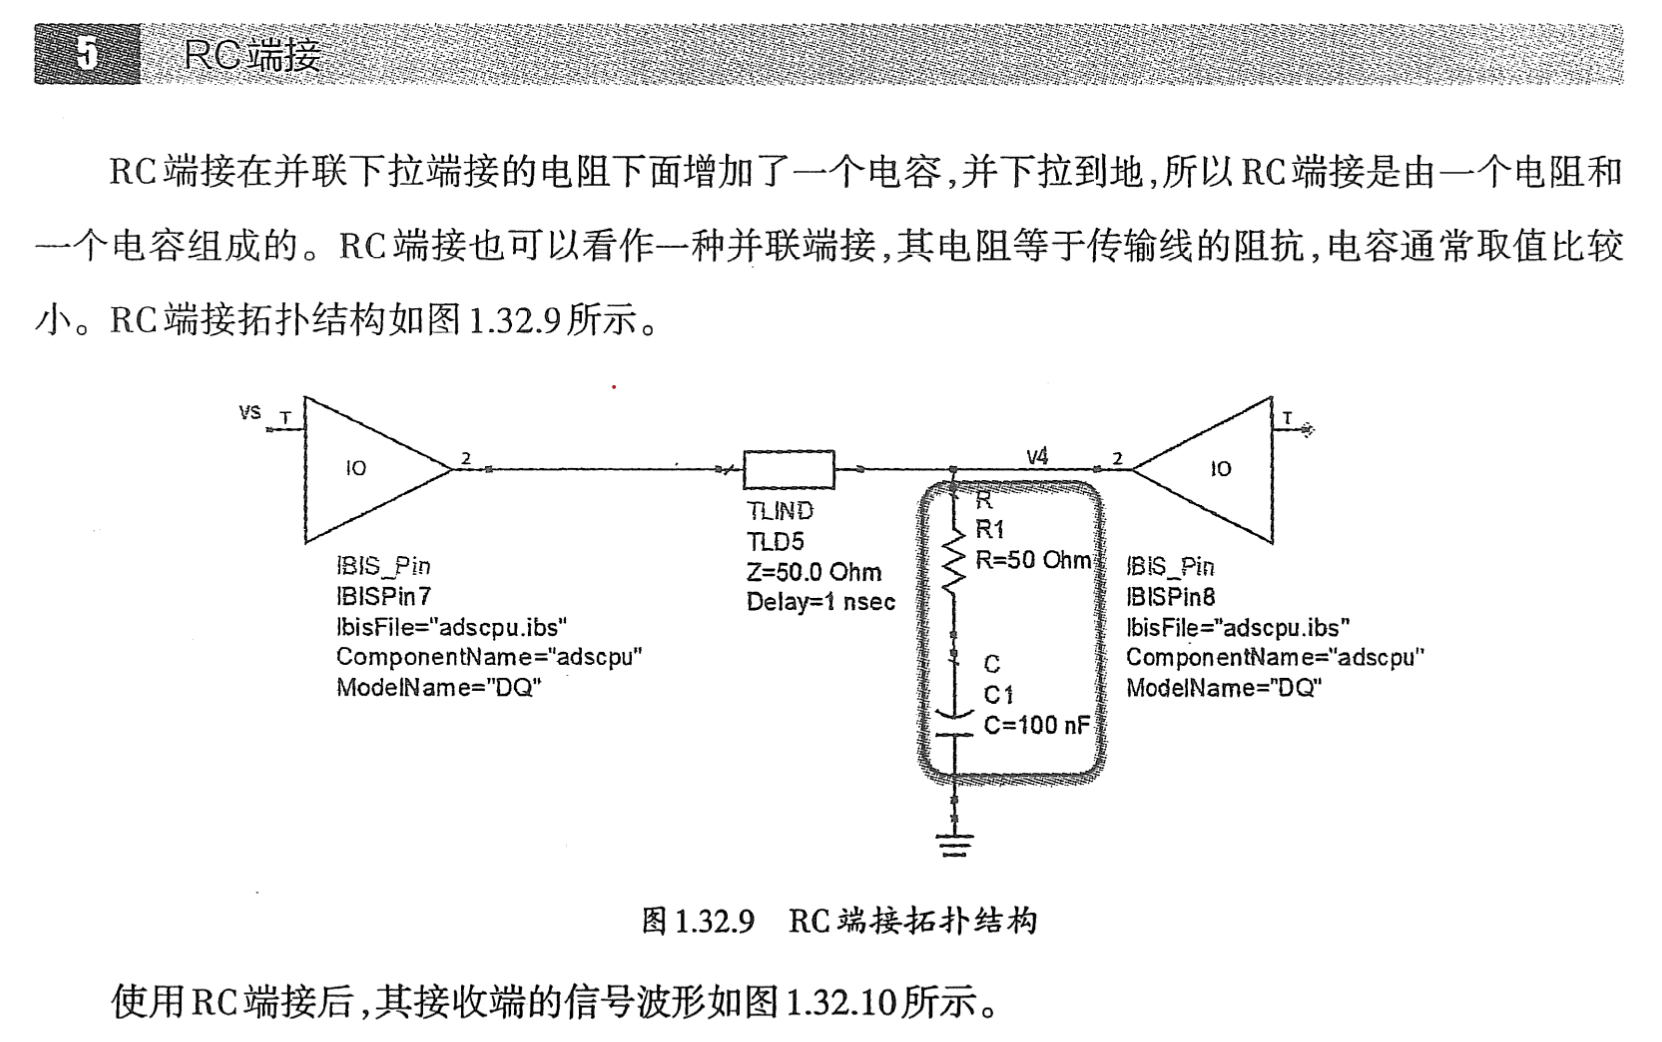 5 RC端接
RC端接在并联下拉端接的电阻下面增加了一个电容,并下拉到地,所以RC端接是由一个电阻和
一个电容组成的。RC端接也可以看作一种并联端接,其电阻等于传输线的阻抗,电容通常取值比较
小。RC端接拓扑结构如图1.32.9所示。
vs T
IO
2
TLIND
TLD5
Z=50.0 Ohm
Delay=1 nsec
v4
2
IO
T
R
R1
R=50 Ohm
C
C1
C=100 nF
IBIS_Pin
IBISPin7
IbisFile="adscpu.ibs"
ComponentName="adscpu"
ModelName="DQ"
IBIS_Pin
IBISPin8
IbisFile="adscpu.ibs"
ComponentName="adscpu"
ModelName="DQ"
图1.32.9 RC端接拓扑结构
使用RC端接后,其接收端的信号波形如图1.32.10所示。